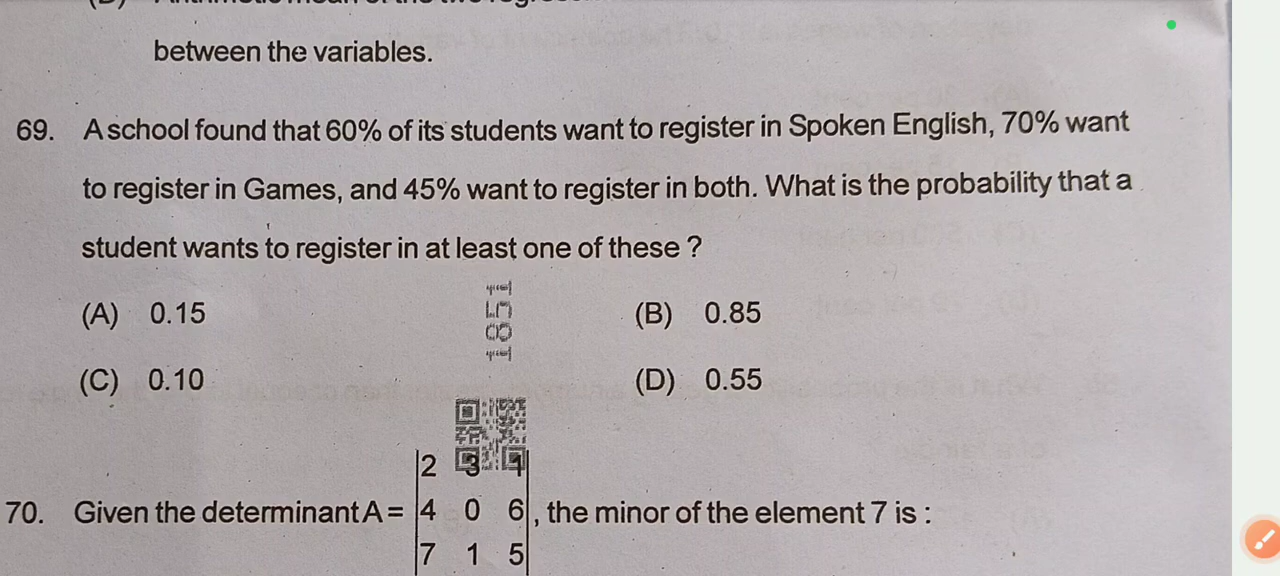 between the variables.
69. A school found that 60% of its students want to register in Spoken English, 70% want
to register in Games, and 45% want to register in both. What is the probability that a
student wants to register in at least one of these ?
(A) 0.15 (B) 0.85
(C) 0.10 (D) 0.55
1581
2 3 1
70. Given the determinant A = 4 0 6 , the minor of the element 7 is :
7 1 5